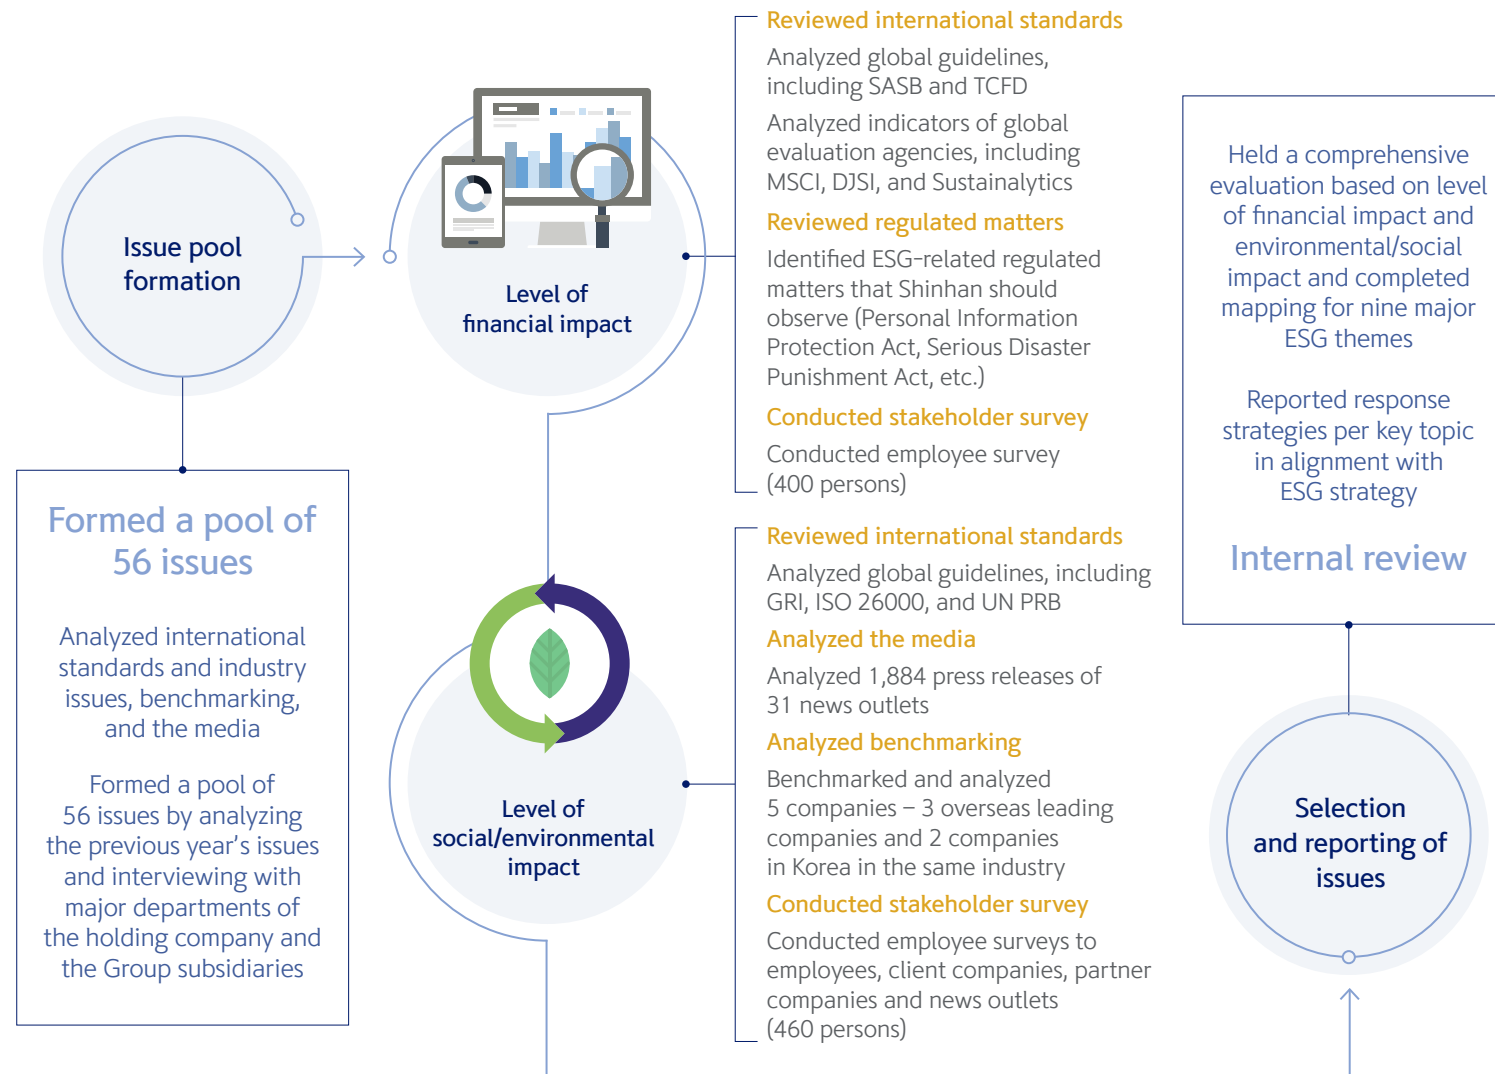 Issue pool
formation
Formed a pool of
56 issues
Analyzed international
standards and industry
issues, benchmarking,
and the media
Formed a pool of
56 issues by analyzing
the previous year's issues
and interviewing with
major departments of
the holding company and
the Group subsidiaries
Level of
financial impact
Reviewed international standards
Analyzed global guidelines,
including SASB and TCFD
Analyzed indicators of global
evaluation agencies, including
MSCI, DJSI, and Sustainalytics
Reviewed regulated matters
Identified ESG-related regulated
matters that Shinhan should
observe (Personal Information
Protection Act, Serious Disaster
Punishment Act, etc.)
Conducted stakeholder survey
Conducted employee survey
(400 persons)
Level of
social/environmental
impact
Reviewed international standards
Analyzed global guidelines, including
GRI, ISO 26000, and UN PRB
Analyzed the media
Analyzed 1,884 press releases of
31 news outlets
Analyzed benchmarking
Benchmarked and analyzed
5 companies – 3 overseas leading
companies and 2 companies
in Korea in the same industry
Conducted stakeholder survey
Conducted employee surveys to
employees, client companies, partner
companies and news outlets
(460 persons)
Held a comprehensive
evaluation based on level
of financial impact and
environmental/social
impact and completed
mapping for nine major
ESG themes
Reported response
strategies per key topic
in alignment with
ESG strategy
Internal review
Selection
and reporting of
issues